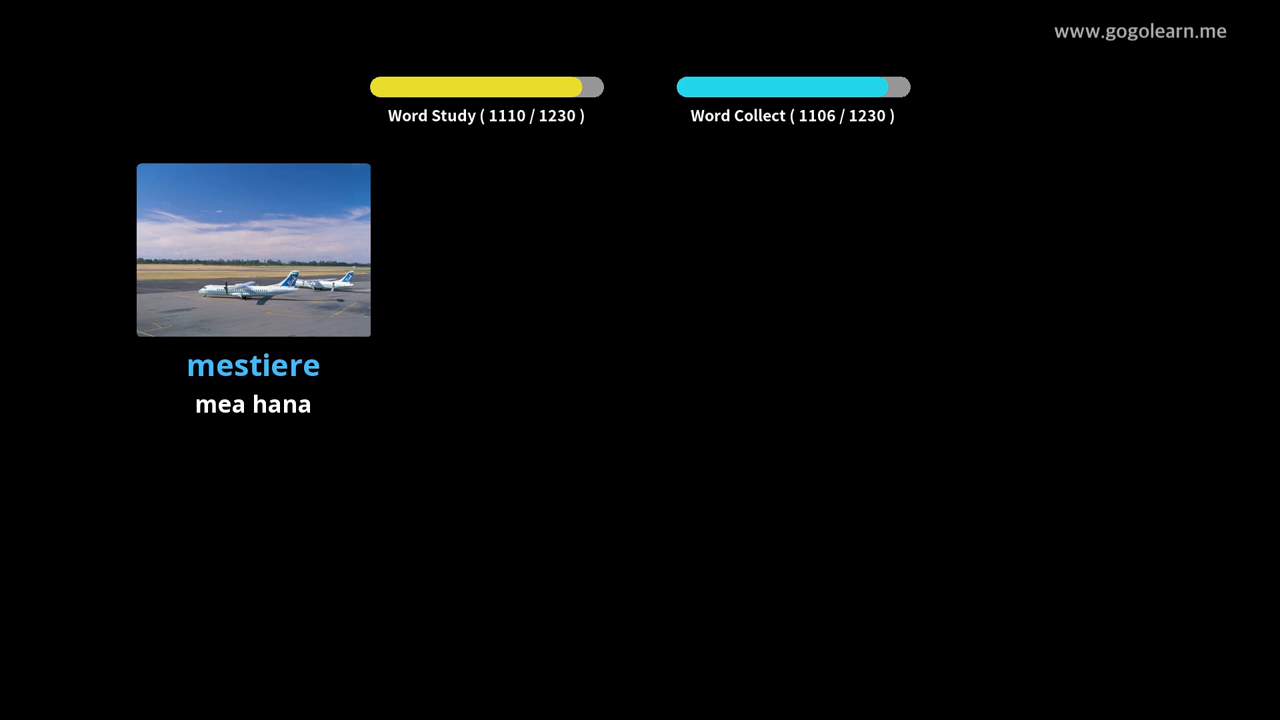 www.gogolearn.me
Word Study ( 1110 / 1230 )
Word Collect ( 1106 / 1230 )
mestiere
mea hana